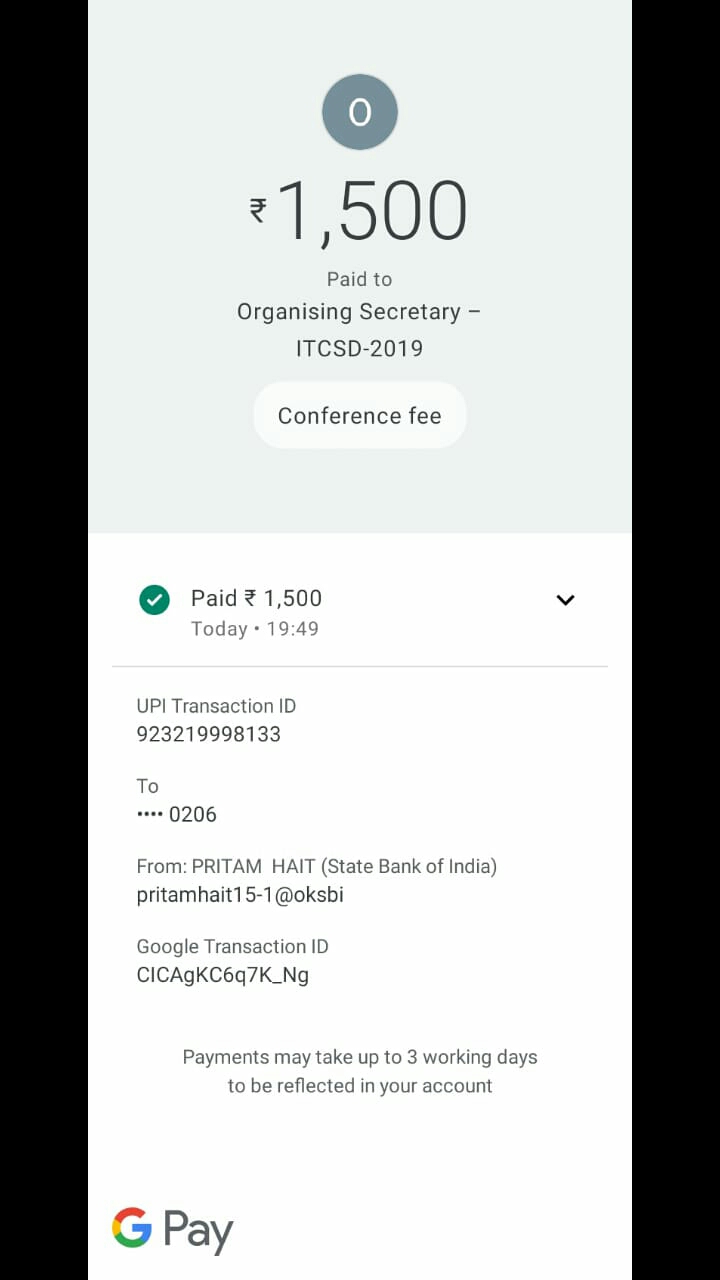 O
₹1,500
Paid to
Organising Secretary –
ITCSD-2019
Conference fee
Paid ₹ 1,500
Today • 19:49
UPI Transaction ID
923219998133
To
•••• 0206
From: PRITAM  HAIT (State Bank of India)
pritamhait15-1@oksbi
Google Transaction ID
CICAgKC6q7K_Ng
Payments may take up to 3 working days
to be reflected in your account
G Pay